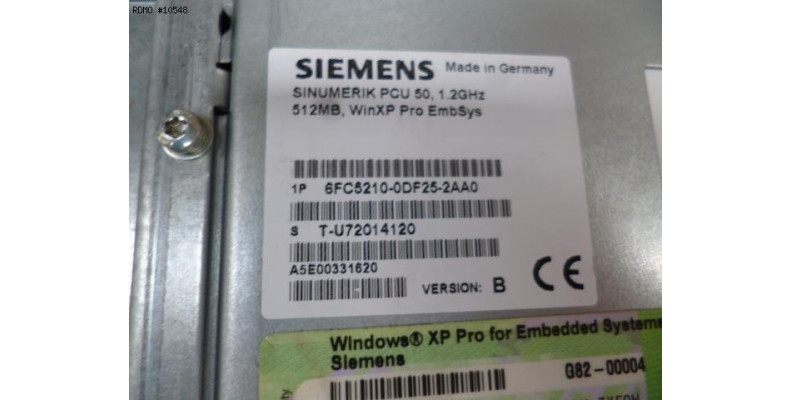 RDMO #10548
SIEMENS Made in Germany
SINUMERIK PCU 50, 1.2GHz
512MB, WinXP Pro EmbSys
1P 6FC5210-0DF25-2AA0
S T-U72014120
A5E00331620
VERSION: B CE
Windows® XP Pro for Embedded Systems
Siemens
G82-00004